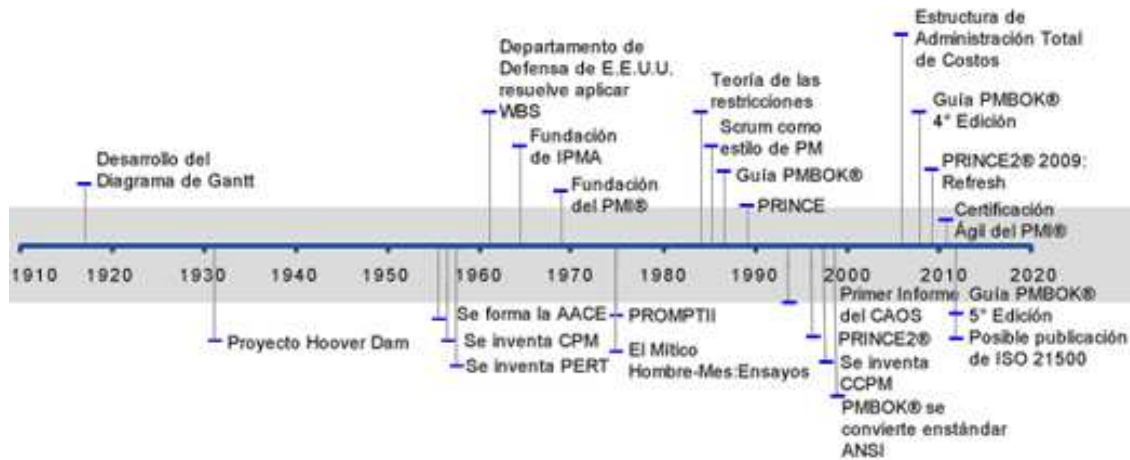 Estructura de
Administración Total
de Costos
Departamento de
Defensa de E.E.U.U.
resuelve aplicar
WBS
Teoría de las
restricciones
Guía PMBOK®
4° Edición
Fundación
de IPMA
Scrum como
estilo de PM
Desarrollo del
Diagrama de Gantt
PRINCE2® 2009:
Refresh
Fundación
del PMI®
Guía PMBOK®
PRINCE
Certificación
Ágil del PMI®
1910 1920 1930 1940 1950 1960 1970 1980 1990 2000 2010 2020
Proyecto Hoover Dam
Se forma la AACE
Se inventa CPM
Se inventa PERT
PROMPTII
El Mítico
Hombre-Mes:Ensayos
Primer Informe
del CAOS
PRINCE2®
Se inventa
CCPM
PMBOK® se
convierte enstándar
ANSI
Guía PMBOK®
5° Edición
Posible publicación
de ISO 21500